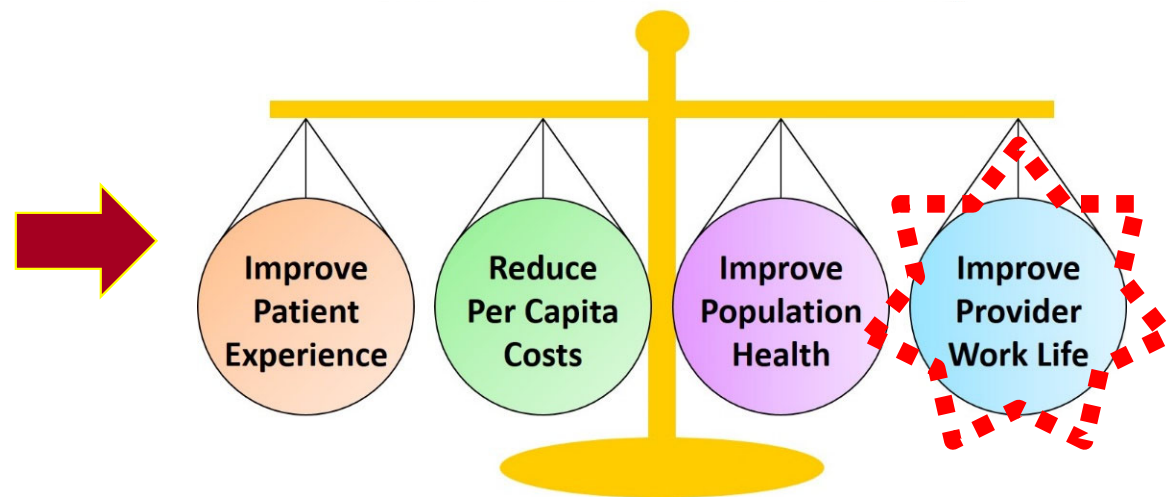 Improve
Patient
Experience
Reduce
Per Capita
Costs
Improve
Population
Health
Improve
Provider
Work Life